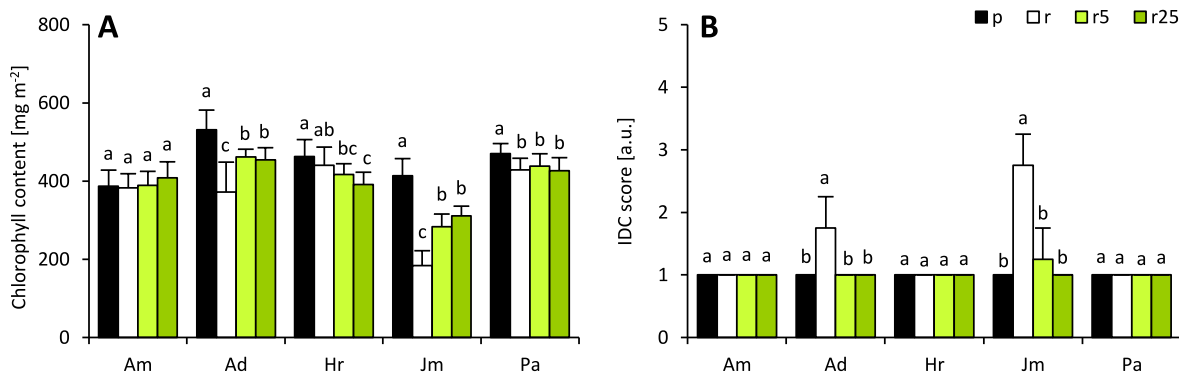 A
Chlorophyll content [mg m-2]
800
600
400
200
0
a a a a
a c b b
a ab bc c
a c b b
a b b b
Am Ad Hr Jm Pa
B
p r r5 r25
IDC score [a.u.]
5
4
3
2
1
0
a a a a
b a b b
a a a a
b a b b
a a a a
Am Ad Hr Jm Pa